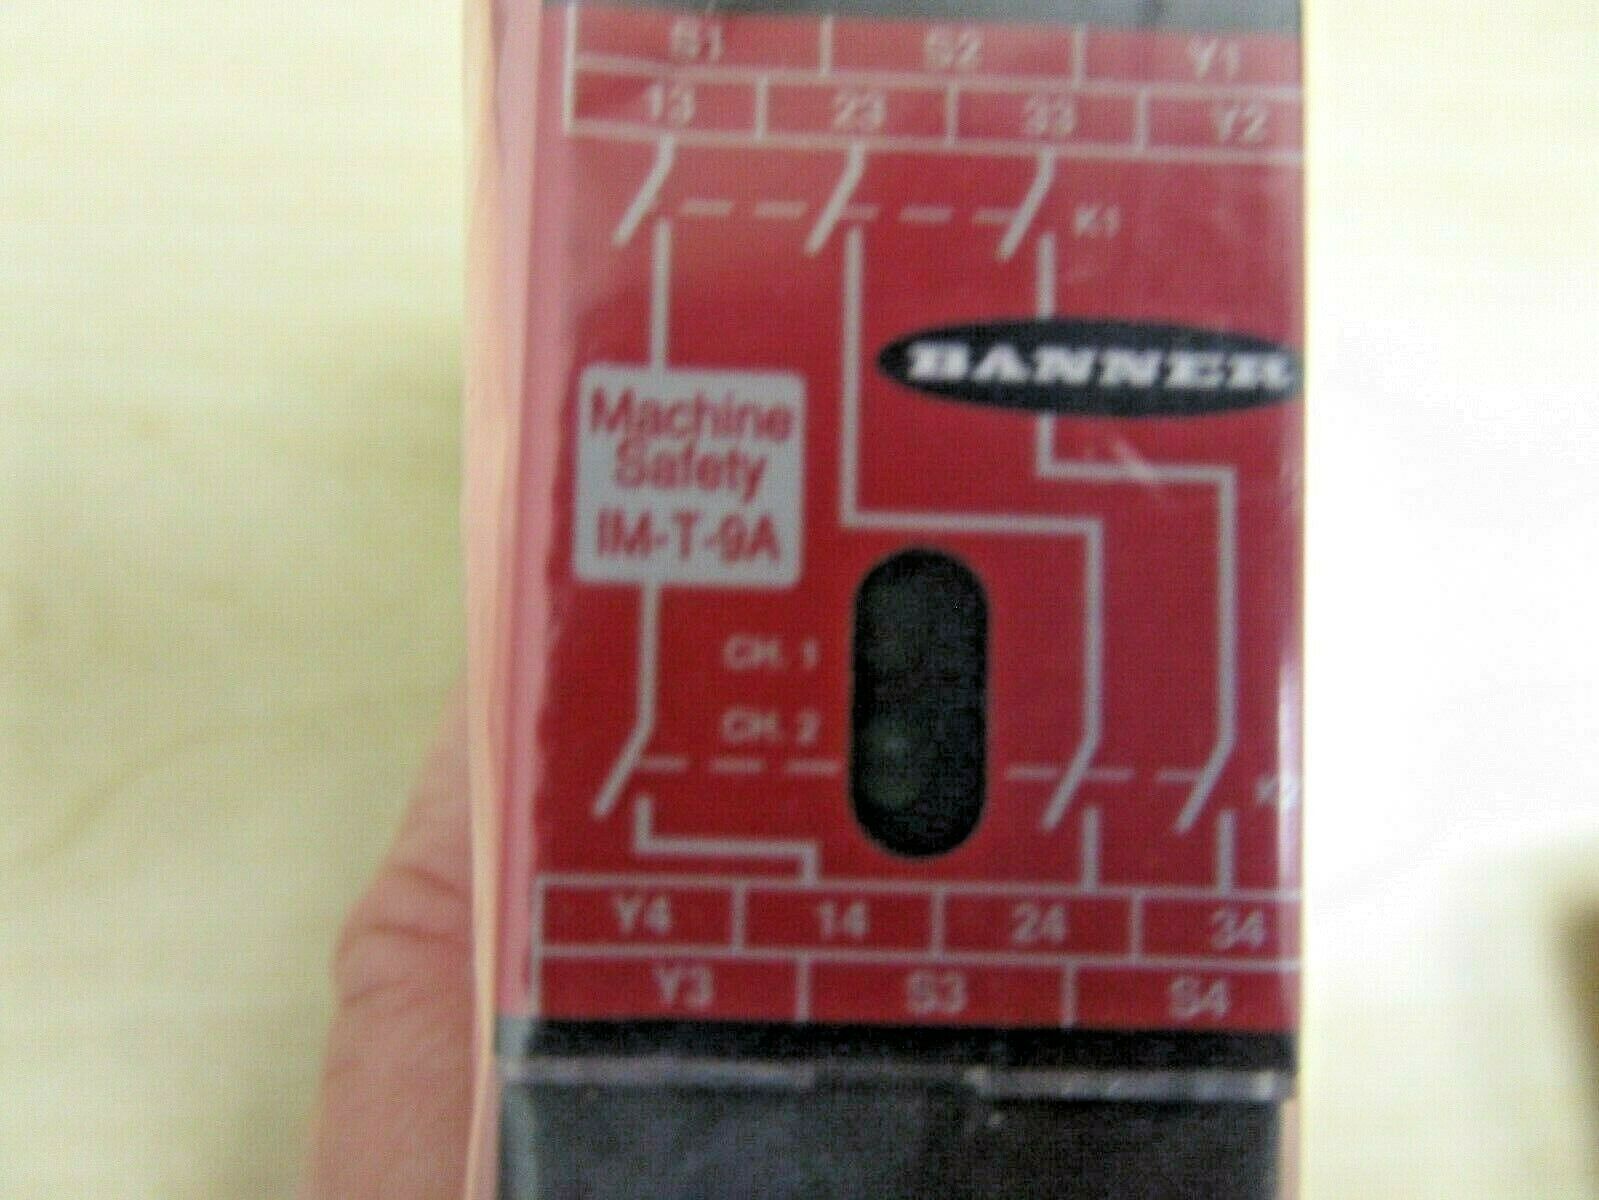 S1 S2 Y1
13 23 33 Y2
K1
BANNER
Machine
Safety
IM-T-9A
CH. 1
CH. 2
Y4 14 24 34
Y3 S3 S4